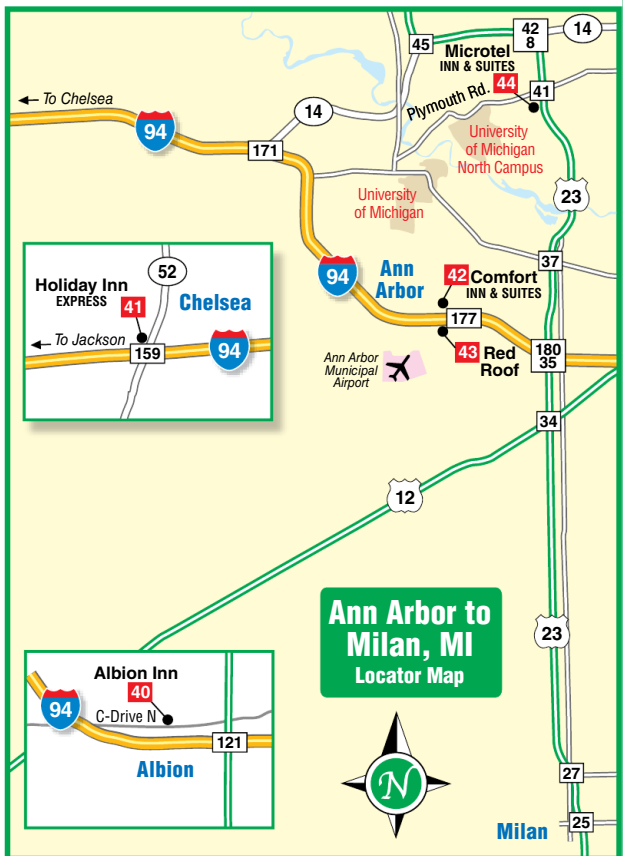 45
42
8
14
Microtel
INN & SUITES
44
41
Plymouth Rd.
← To Chelsea
94
14
171
University
of Michigan
North Campus
University
of Michigan
23
37
94
Ann
Arbor
42 Comfort
INN & SUITES
177
43 Red
Roof
180
35
Ann Arbor
Municipal
Airport
52
Holiday Inn
EXPRESS
41
Chelsea
← To Jackson
159
94
34
12
Ann Arbor to
Milan, MI
Locator Map
23
Albion Inn
40
94
C-Drive N
121
Albion
N
27
25
Milan